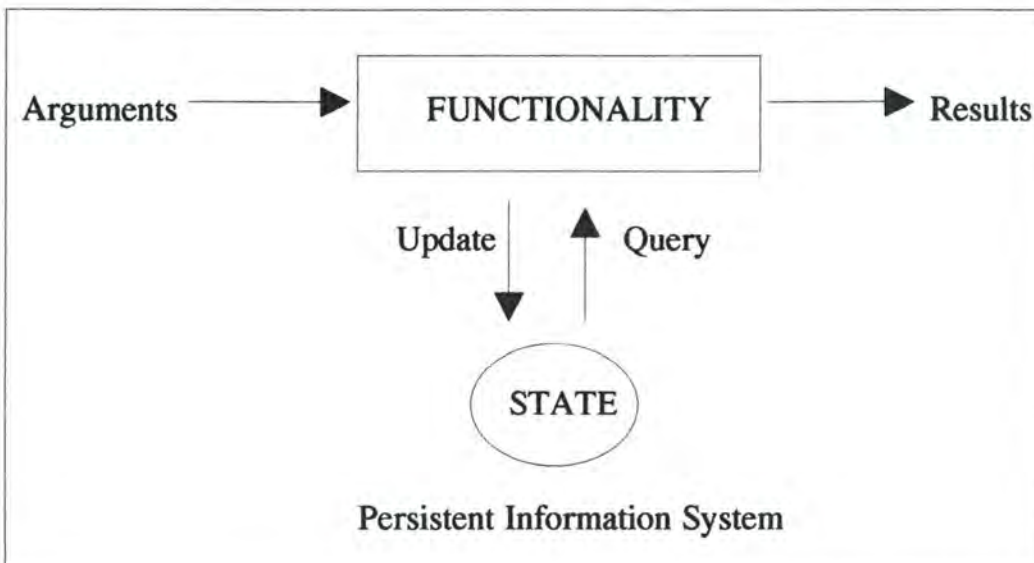 Arguments
FUNCTIONALITY
Results
Update
Query
STATE
Persistent Information System